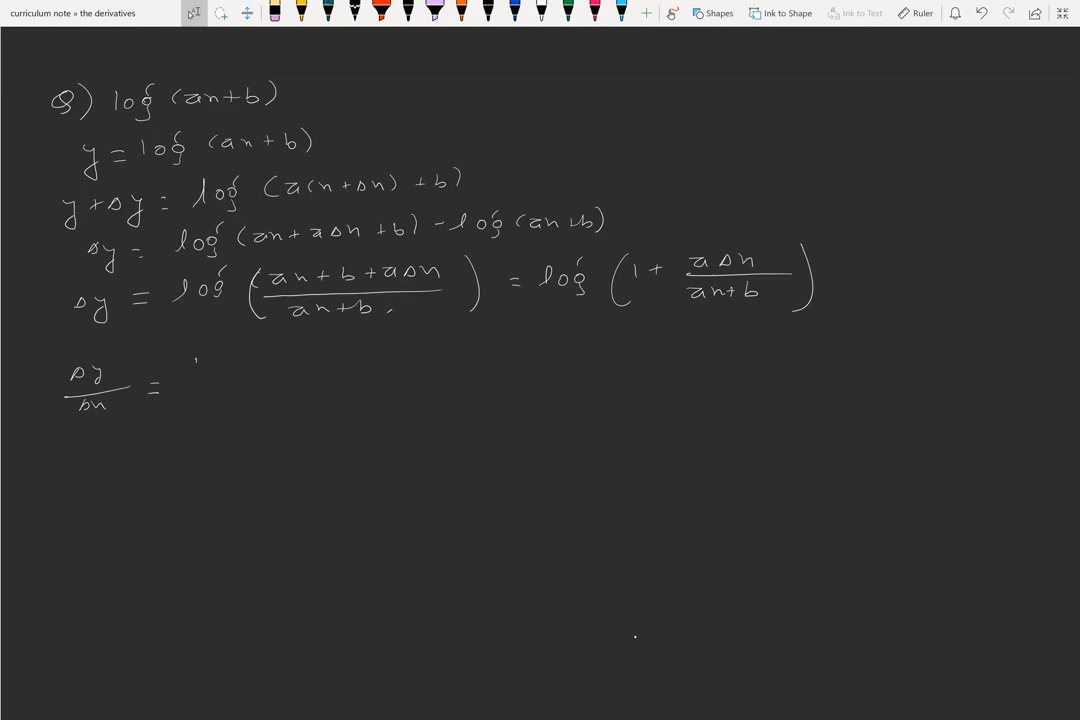 curriculum note » the derivatives
Shapes Ink to Shape Ink to Text Ruler
Q) log (ax+b)
y = log (ax+b)
y+Δy = log (a(x+Δx)+b)
Δy = log (ax+aΔx+b) - log (ax+b)
Δy = log ((ax+b+aΔx)/(ax+b)) = log (1+ aΔx/(ax+b))
Δy/Δx =